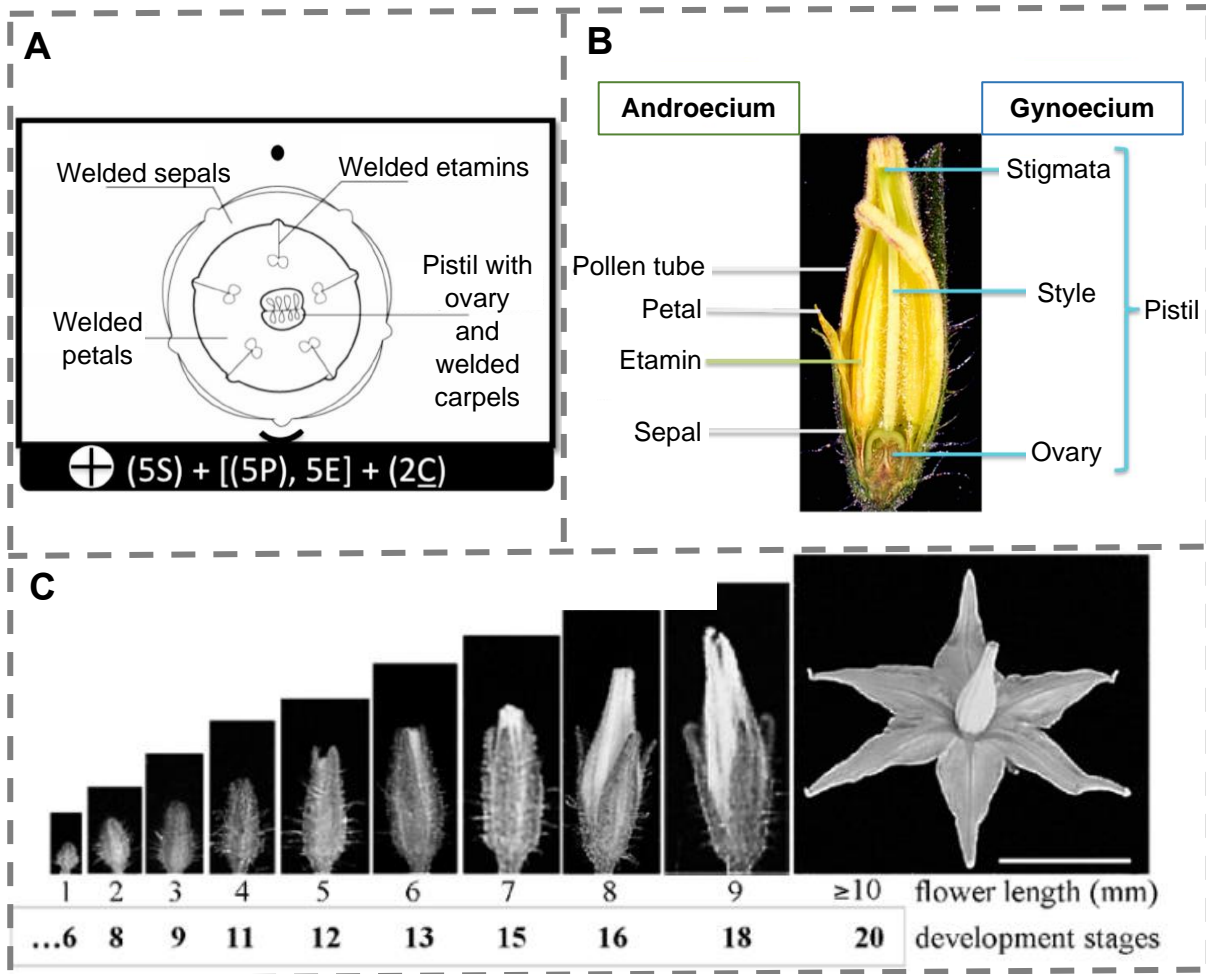 A
Welded sepals
Welded etamins
Welded
petals
Pistil with
ovary
and
welded
carpels
(5S) + [(5P), 5E] + (2C)
B
Androecium
Gynoecium
Pollen tube
Petal
Etamin
Sepal
Stigmata
Style
Ovary
Pistil
C
1 2 3 4 5 6 7 8 9 ≥10 flower length (mm)
...6 8 9 11 12 13 15 16 18 20 development stages